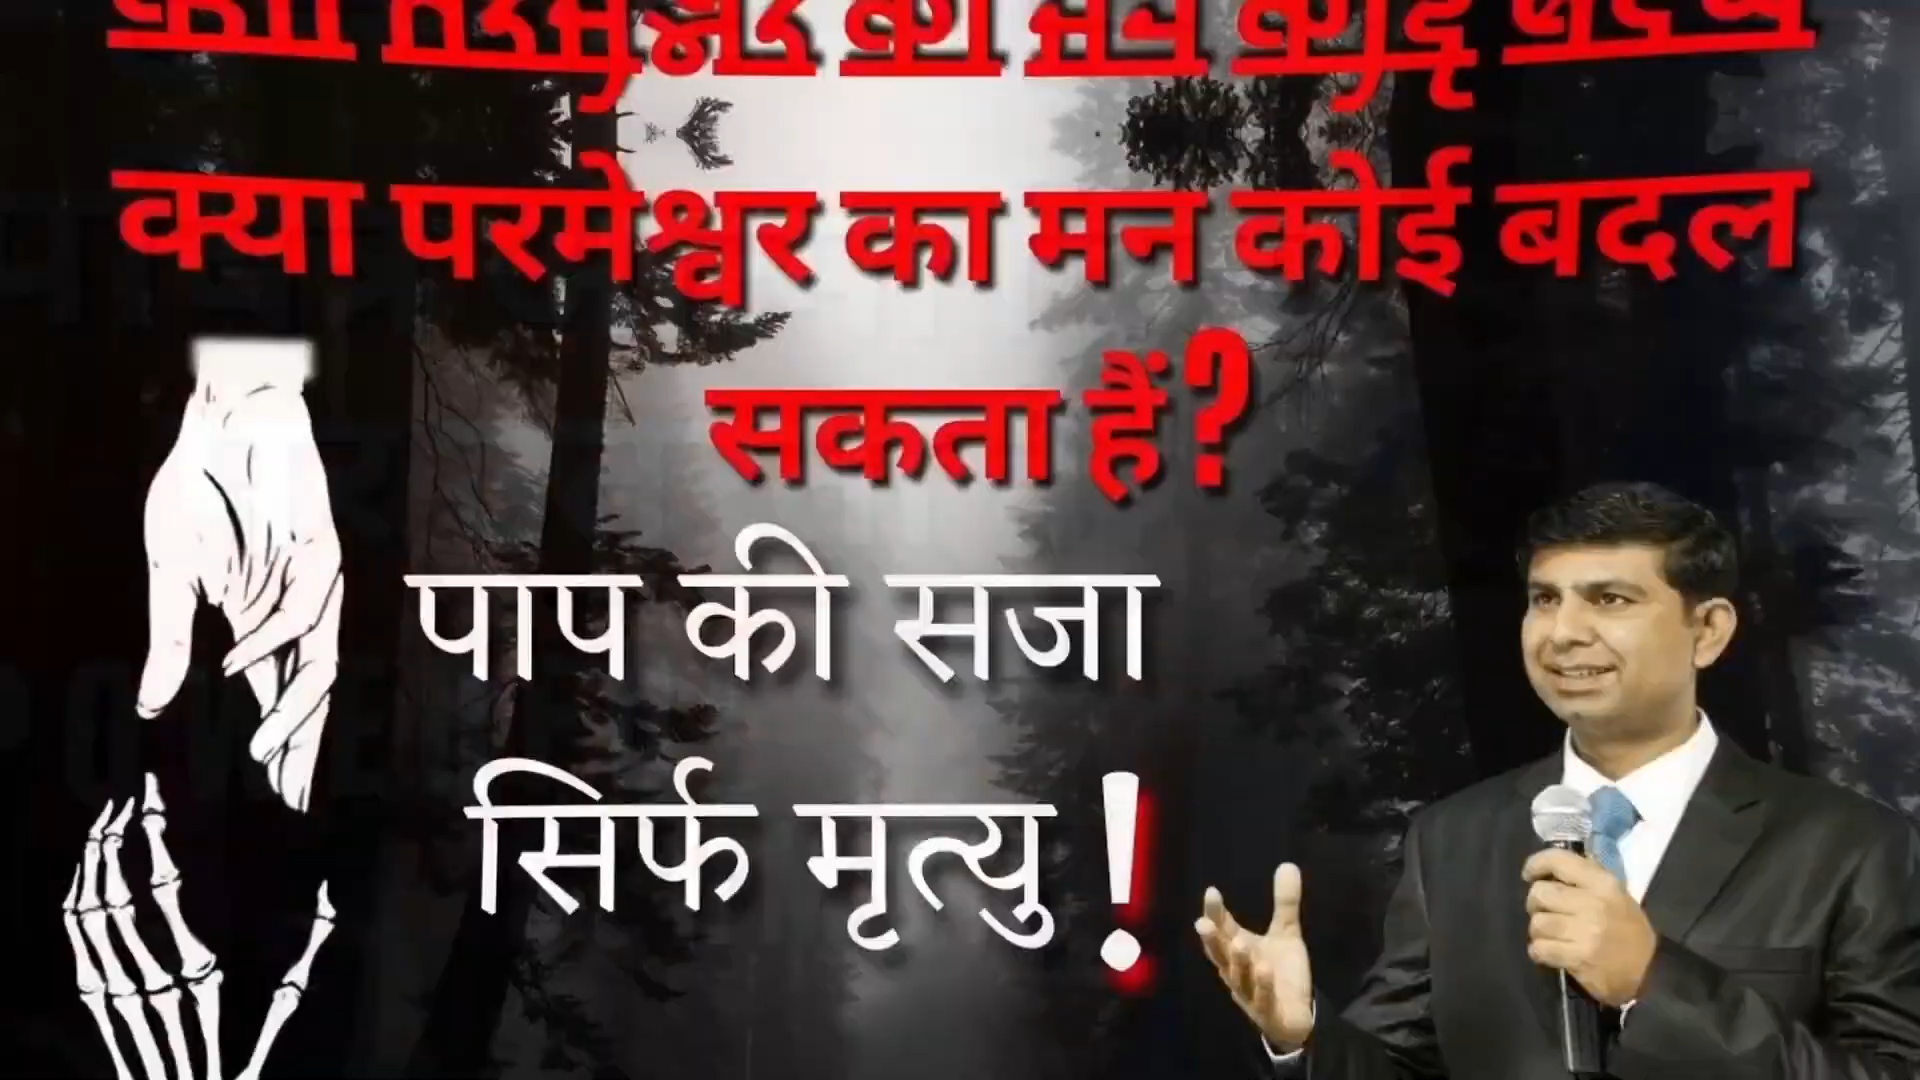 क्या परमेश्वर का मन कोई बदल
सकता हैं?
पाप की सजा
सिर्फ मृत्यु!